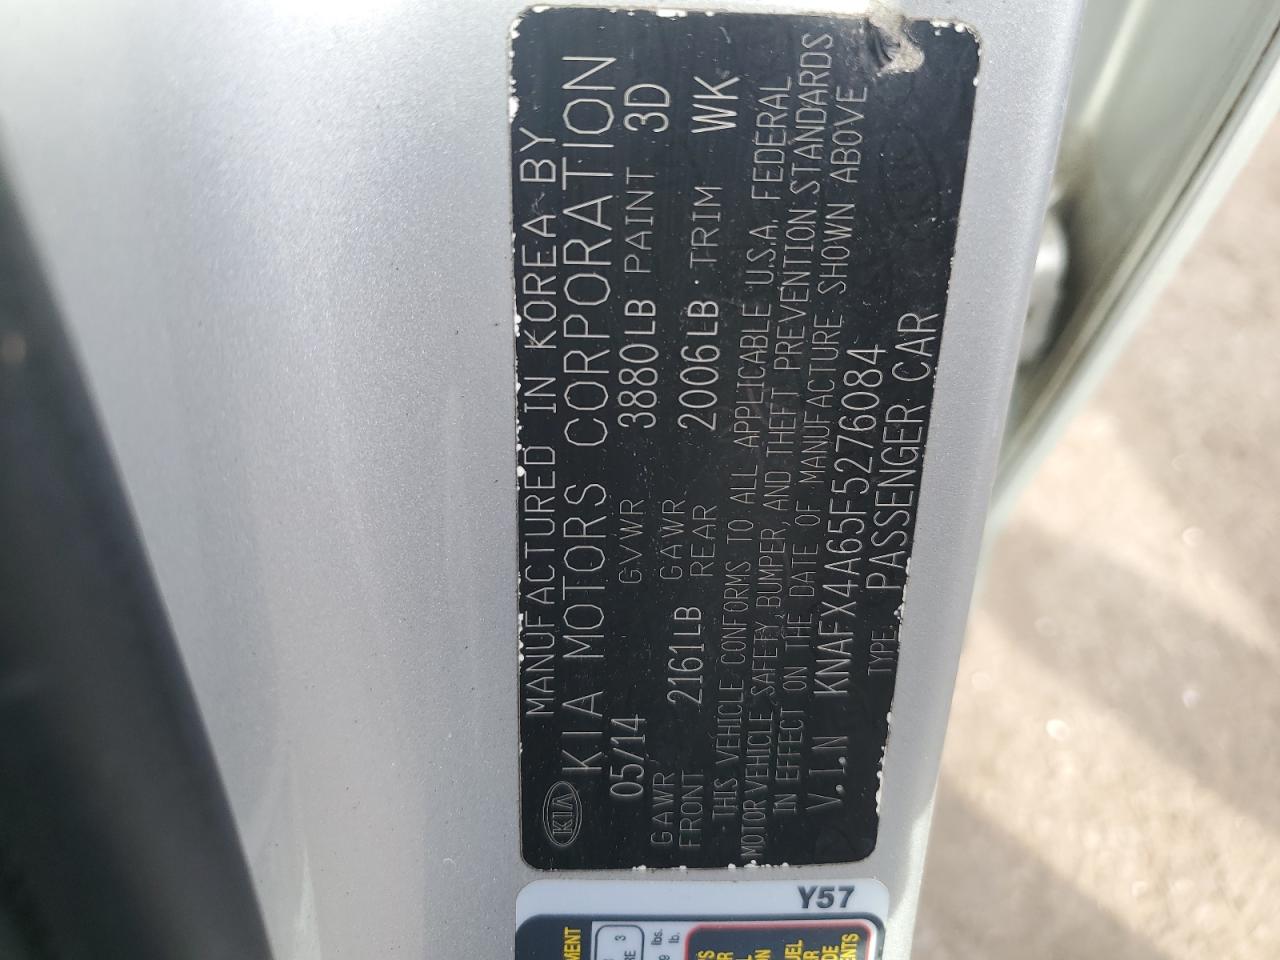 MANUFACTURED IN KOREA BY
KIA KIA MOTORS CORPORATION
05/14 GVWR 3880LB PAINT 3D
GAWR FRONT 2161LB GAWR REAR 2006LB TRIM WK
THIS VEHICLE CONFORMS TO ALL APPLICABLE U.S.A. FEDERAL
MOTOR VEHICLE SAFETY, BUMPER, AND THEFT PREVENTION STANDARDS
IN EFFECT ON THE DATE OF MANUFACTURE SHOWN ABOVE
V.I.N KNAFX4A65F5276084
TYPE: PASSENGER CAR
Y57